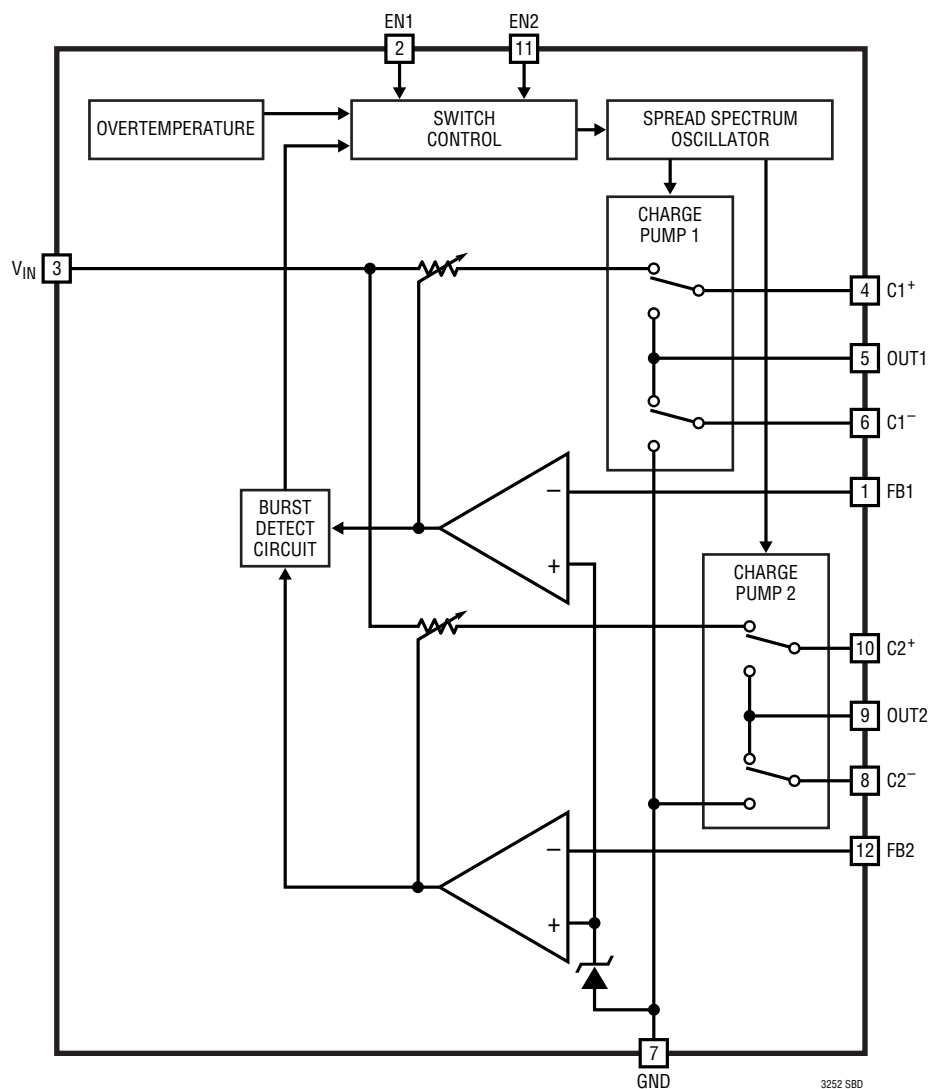 EN1
EN2
2
11
OVERTEMPERATURE
SWITCH
CONTROL
SPREAD SPECTRUM
OSCILLATOR
CHARGE
PUMP 1
VIN
3
4
C1+
5
OUT1
6
C1–
BURST
DETECT
CIRCUIT
–
+
1
FB1
CHARGE
PUMP 2
10
C2+
9
OUT2
8
C2–
–
+
12
FB2
7
GND
3252 SBD